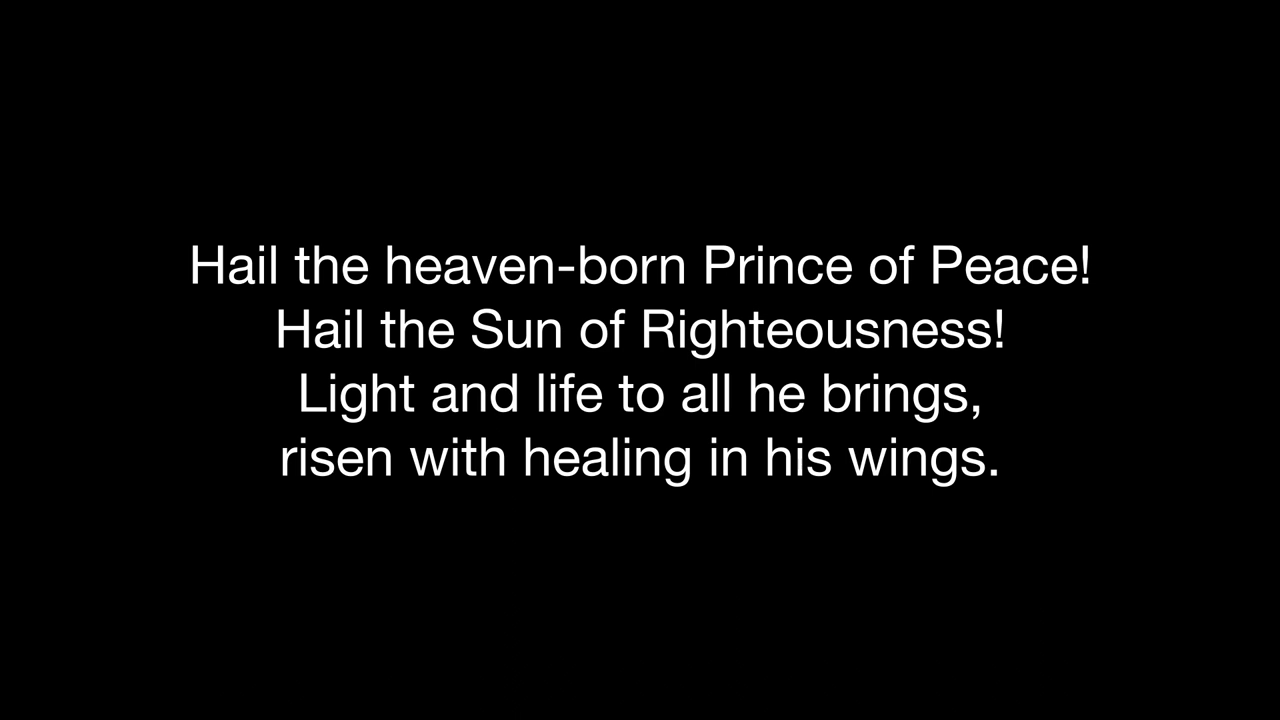 Hail the heaven-born Prince of Peace!
Hail the Sun of Righteousness!
Light and life to all he brings,
risen with healing in his wings.